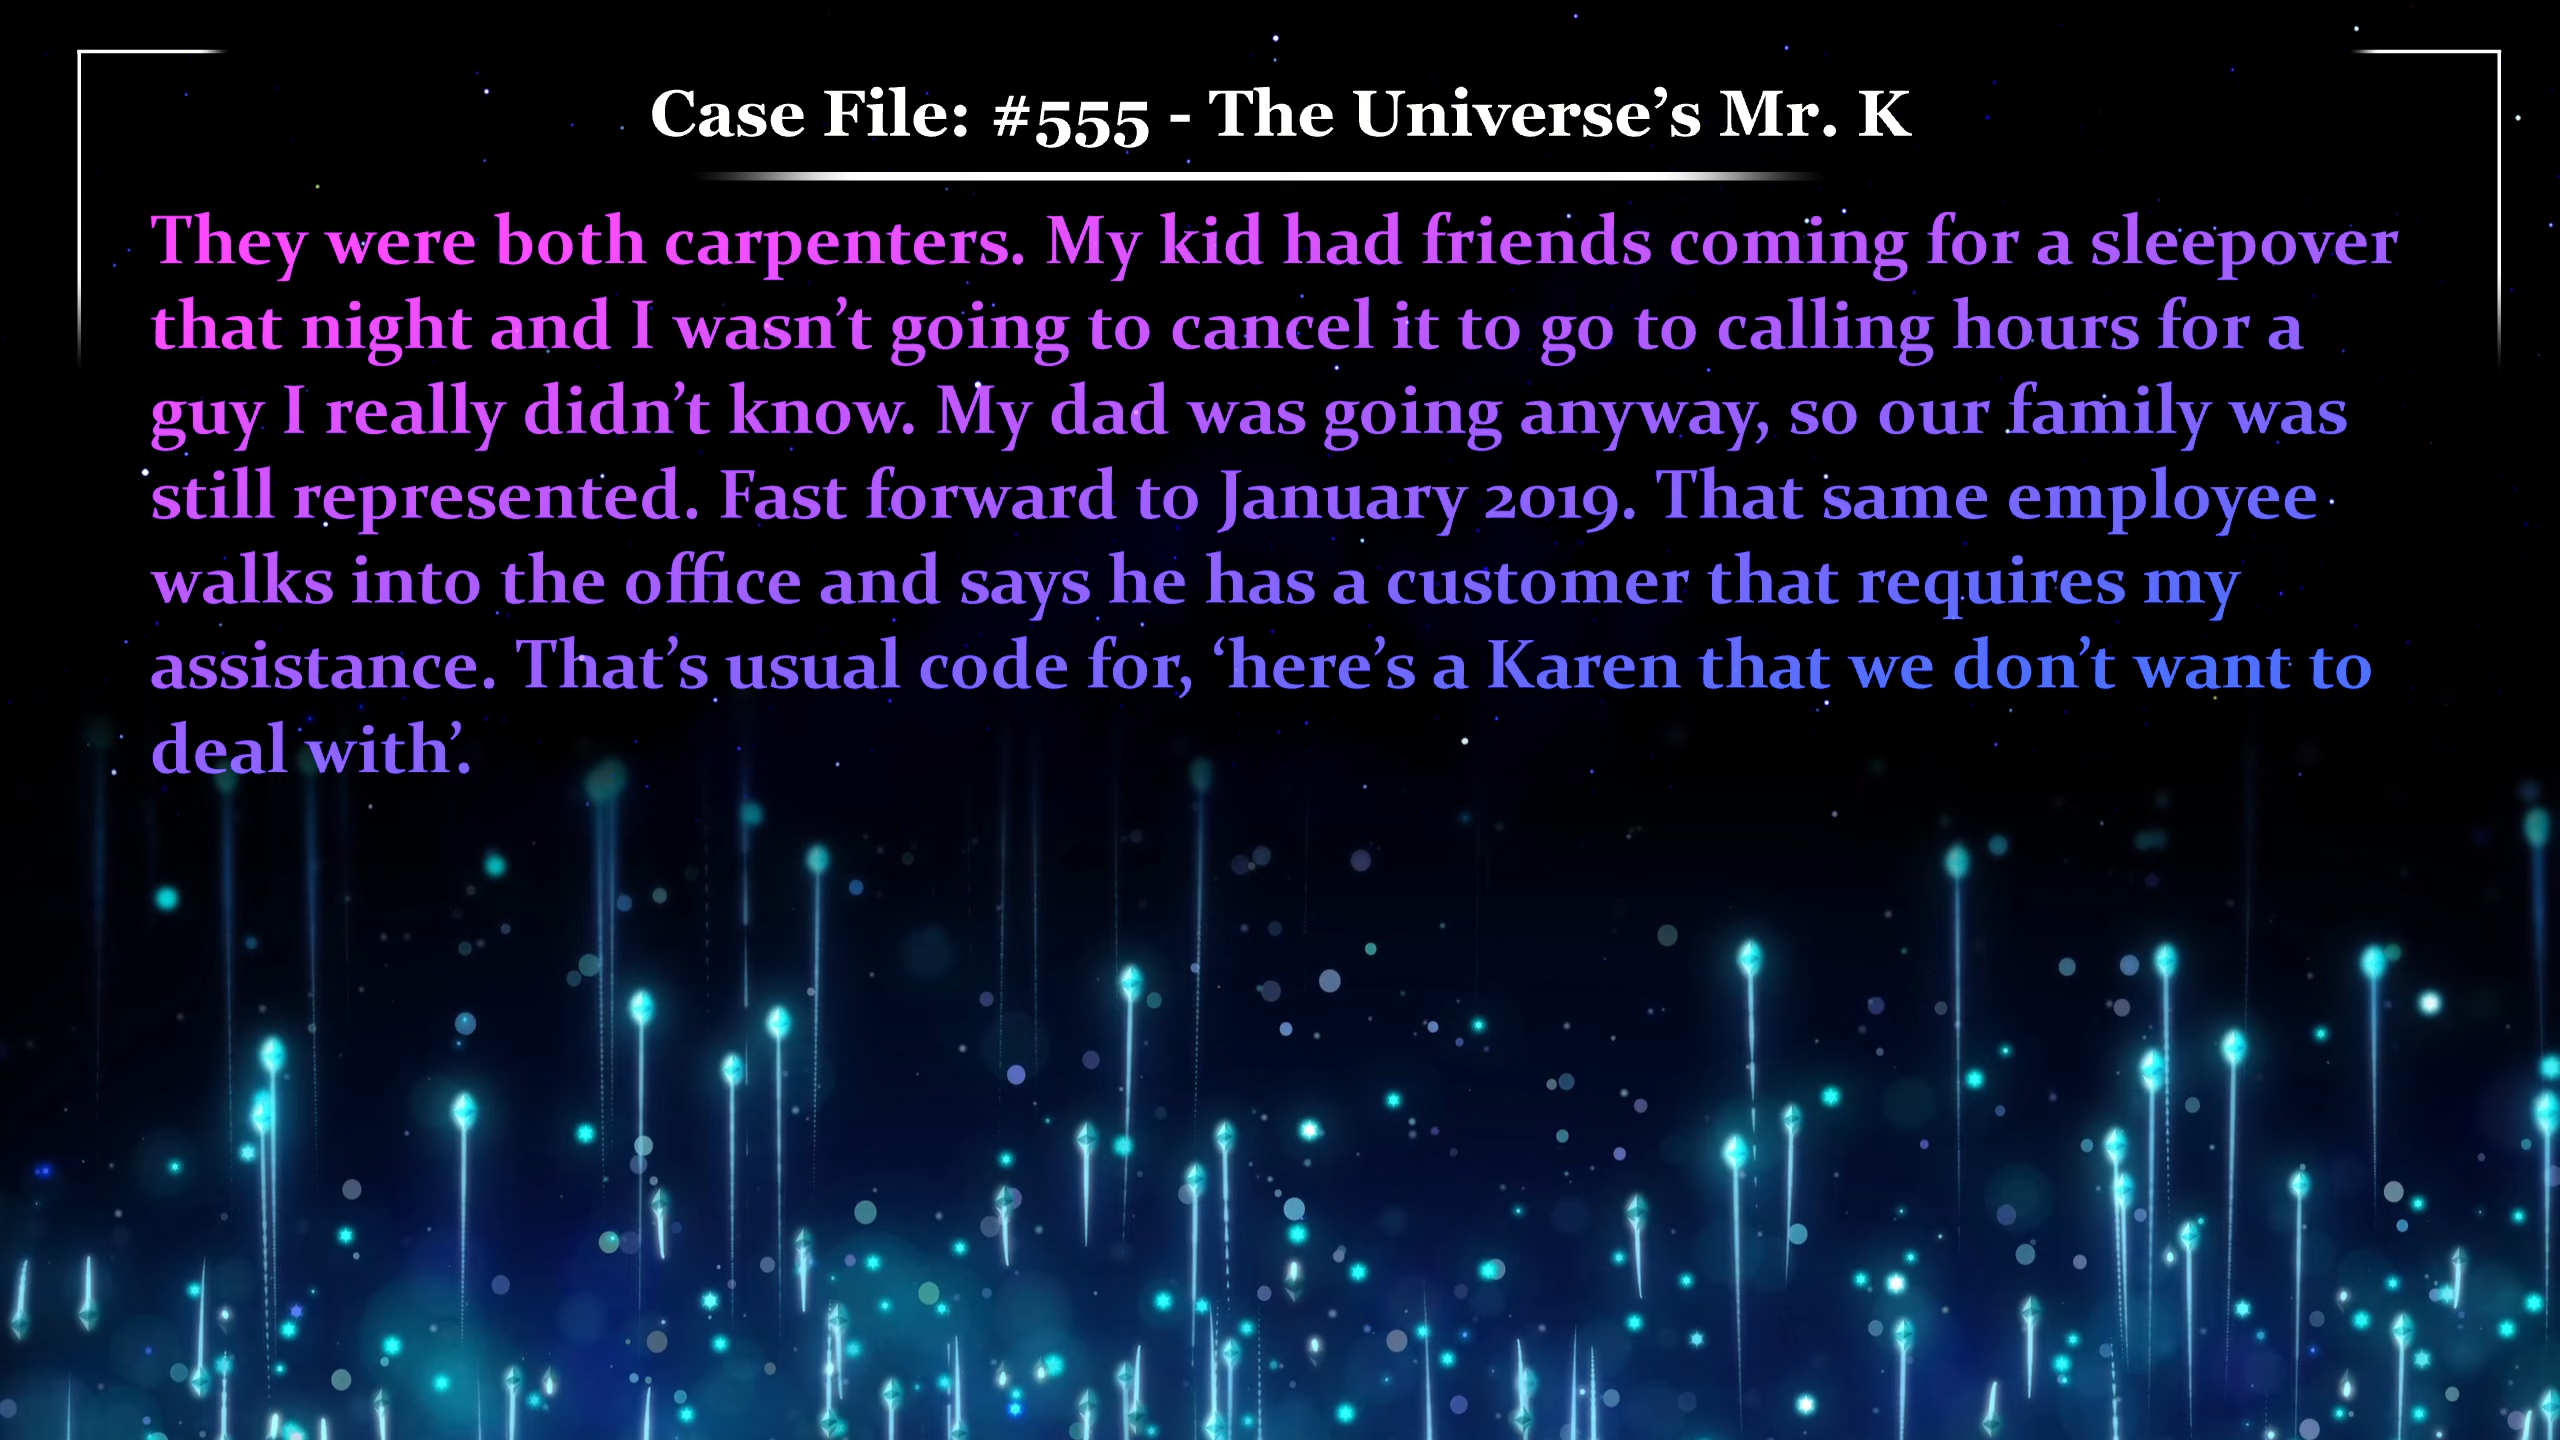 Case File: #555 - The Universe’s Mr. K
They were both carpenters. My kid had friends coming for a sleepover
that night and I wasn’t going to cancel it to go to calling hours for a
guy I really didn’t know. My dad was going anyway, so our family was
still represented. Fast forward to January 2019. That same employee
walks into the office and says he has a customer that requires my
assistance. That’s usual code for, ‘here’s a Karen that we don’t want to
deal with’.